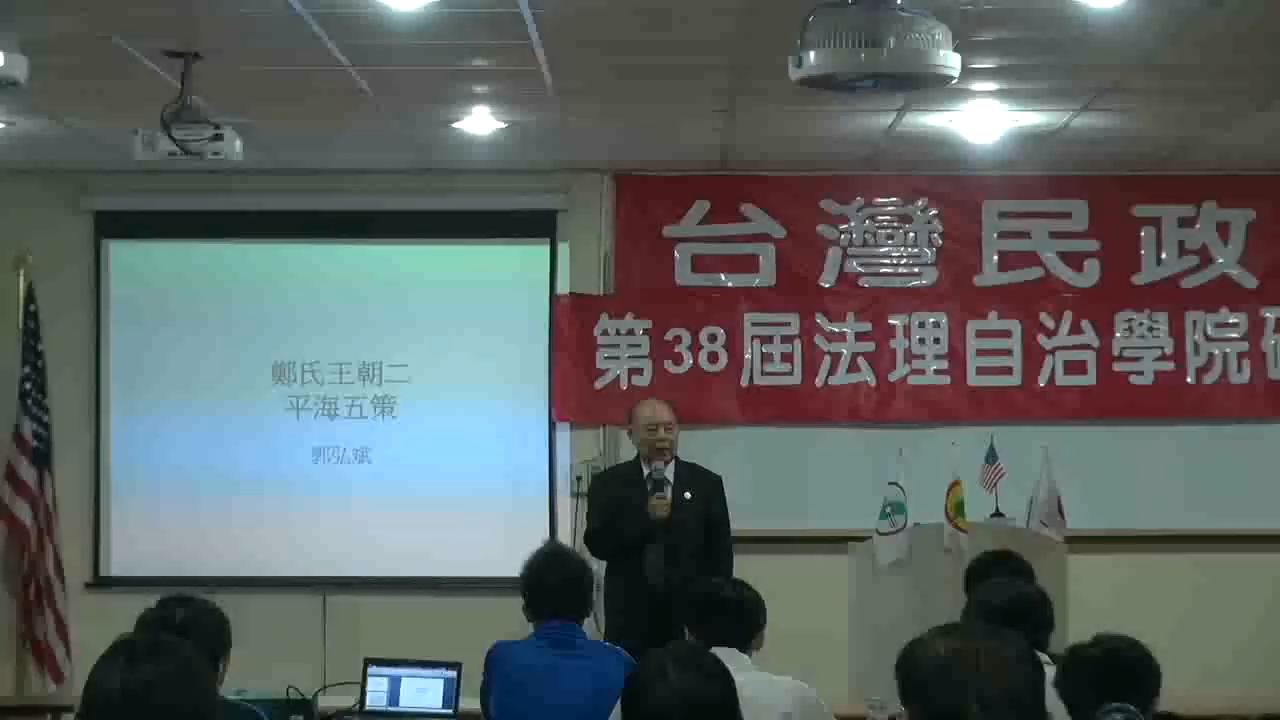 台灣民政
第38屆法理自治學院研
鄭氏王朝二
平海五策
郭弘斌